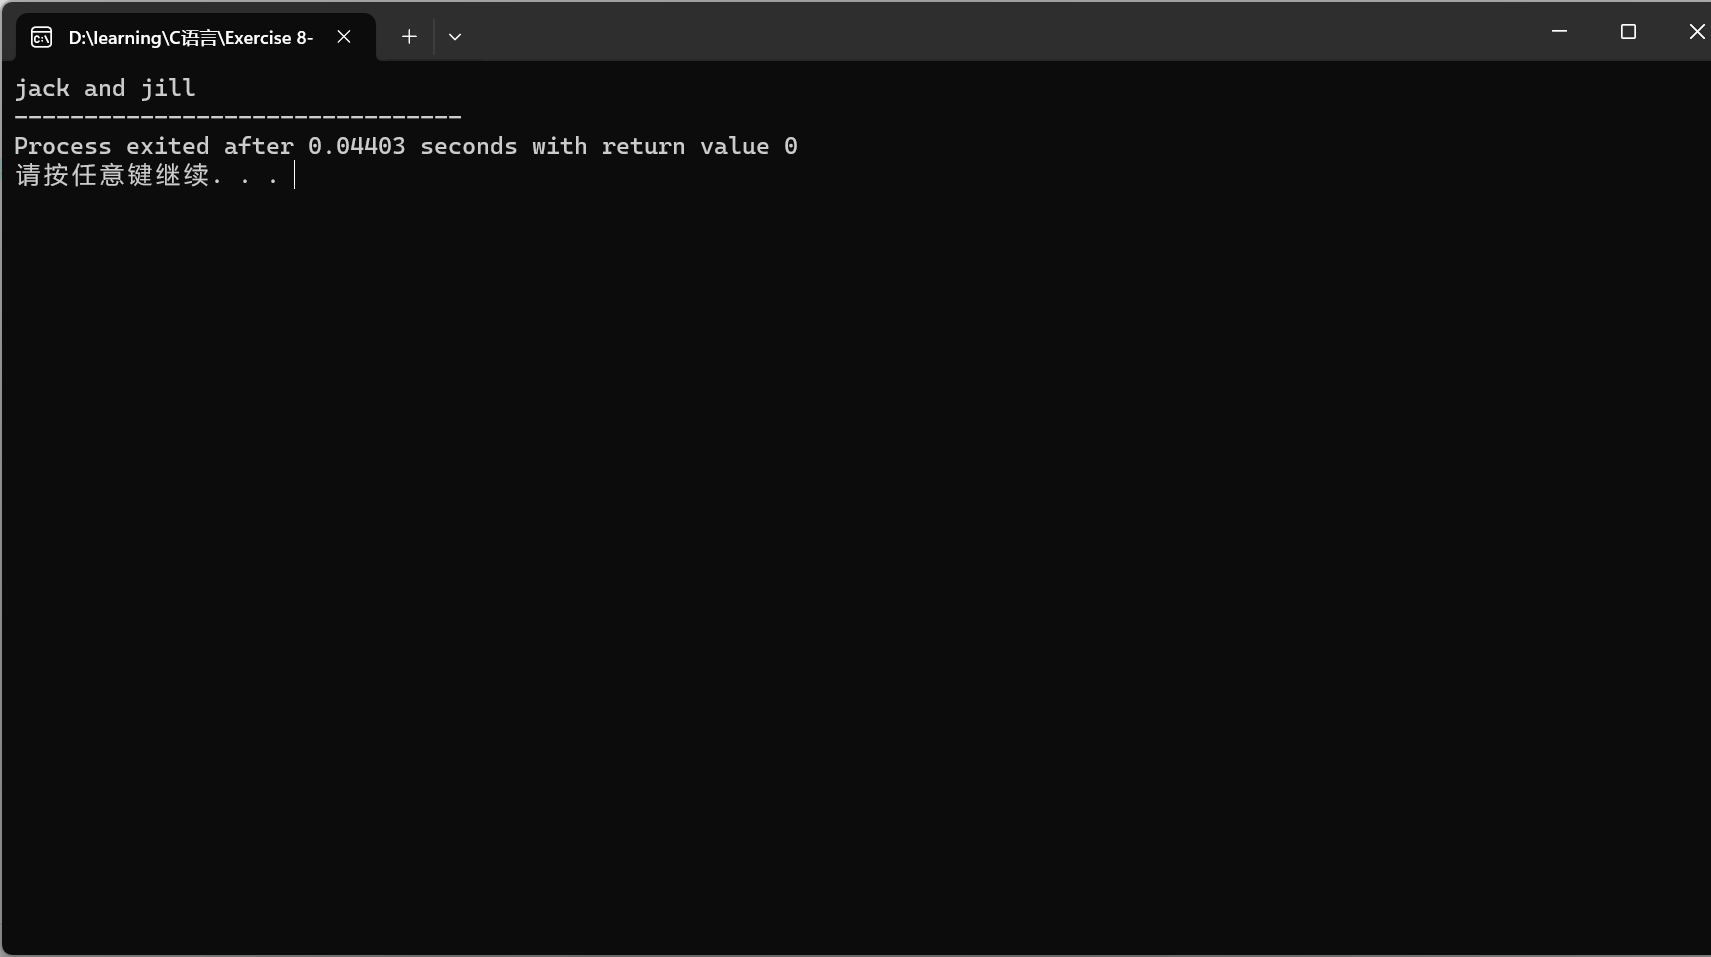 D:\learning\C语言\Exercise 8-
jack and jill
--------------------------------
Process exited after 0.04403 seconds with return value 0
请按任意键继续. . .